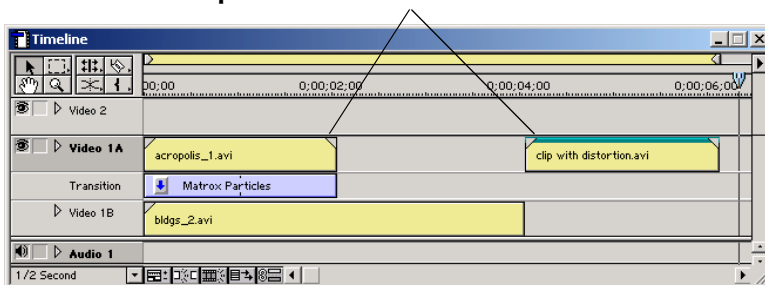 Timeline
00;00 0;00;02;00 0;00;04;00 0;00;06;00
Video 2
Video 1A
acropolis_1.avi
clip with distortion.avi
Transition
Matrox Particles
Video 1B
bldgs_2.avi
Audio 1
1/2 Second